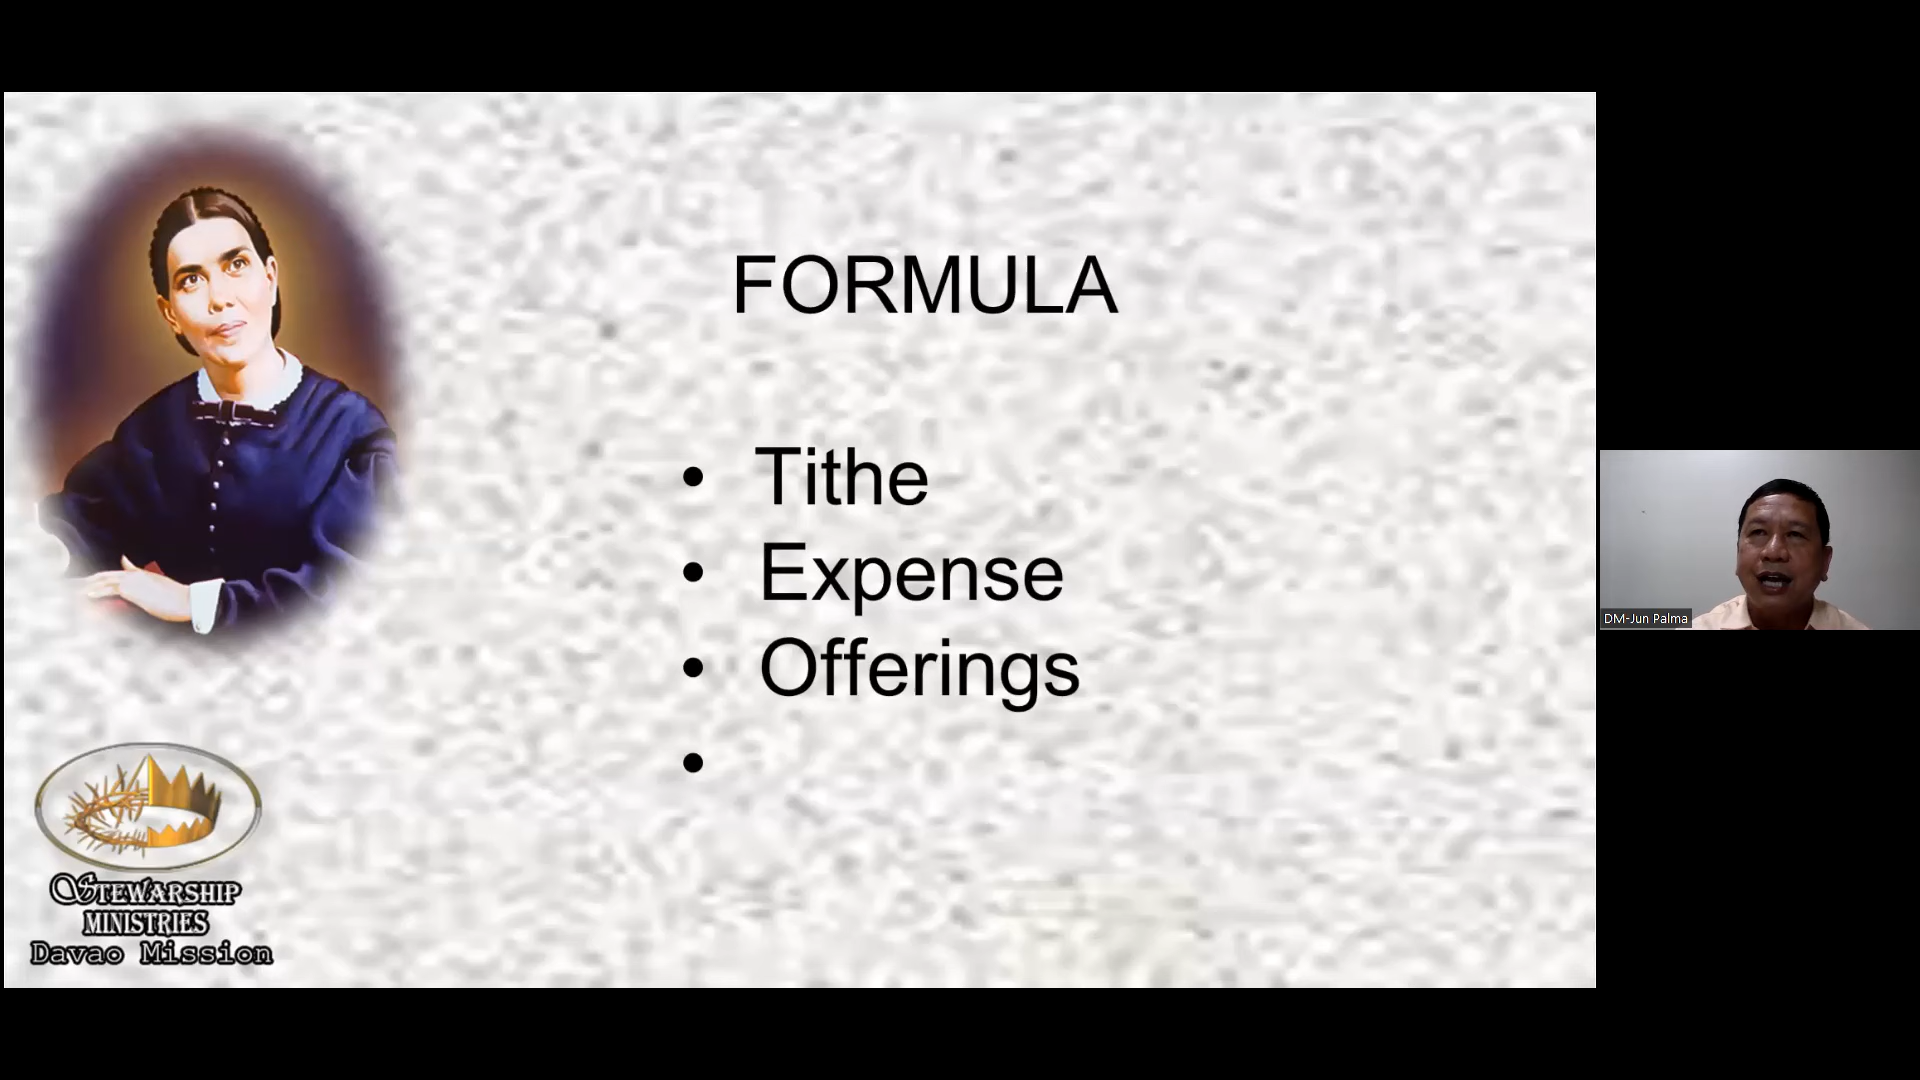 FORMULA
• Tithe
• Expense
• Offerings
•
STEWARSHIP
MINISTRIES
Davao Mission
DM-Jun Palma